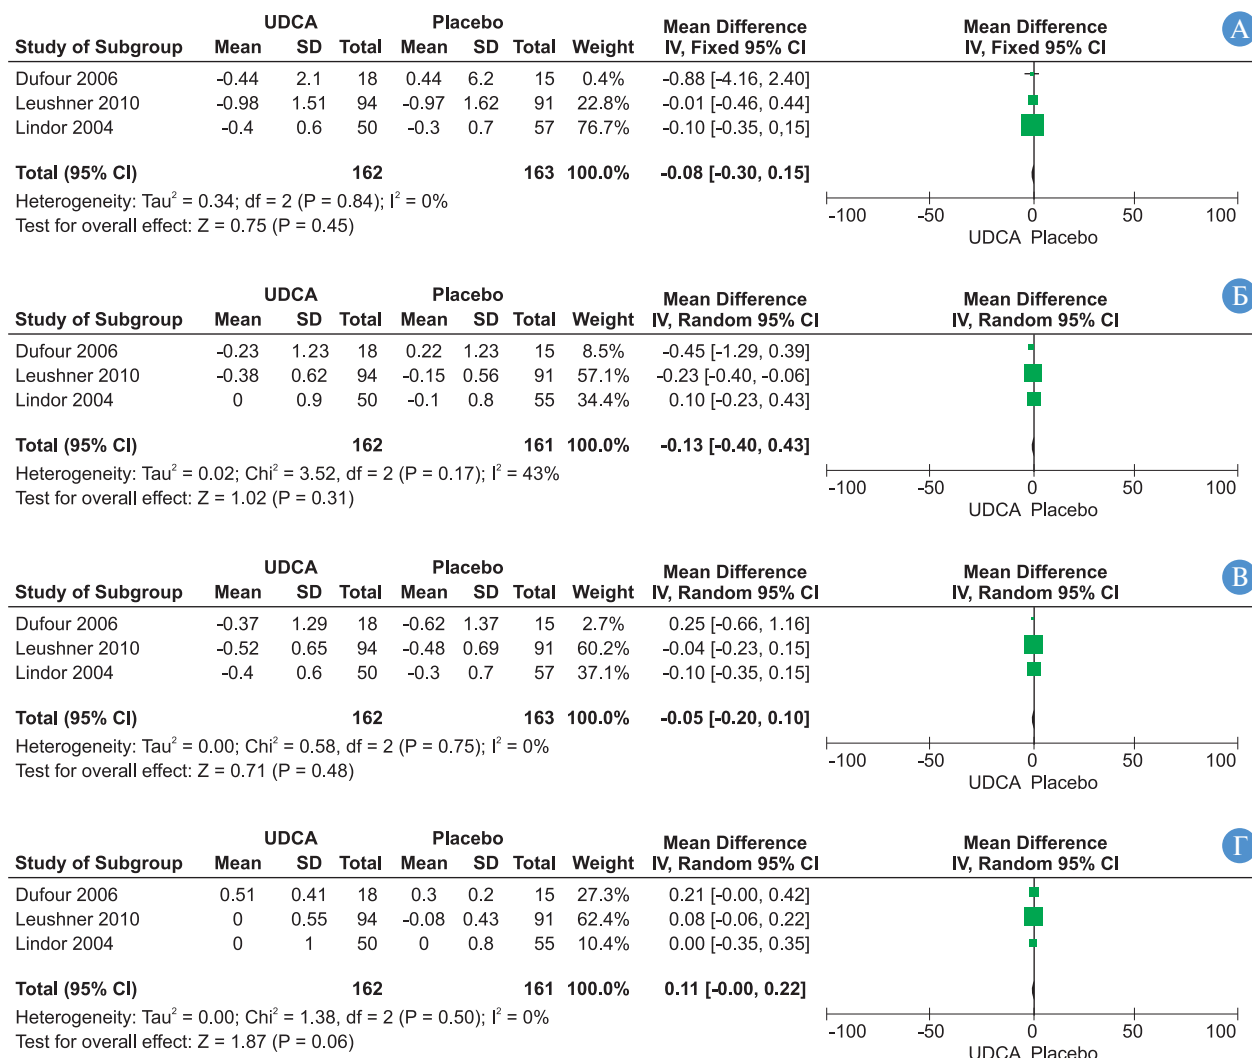 UDCA Placebo Mean Difference Mean Difference А
Study of Subgroup Mean SD Total Mean SD Total Weight IV, Fixed 95% CI IV, Fixed 95% CI
Dufour 2006 -0.44 2.1 18 0.44 6.2 15 0.4% -0.88 [-4.16, 2.40]
Leushner 2010 -0.98 1.51 94 -0.97 1.62 91 22.8% -0.01 [-0.46, 0.44]
Lindor 2004 -0.4 0.6 50 -0.3 0.7 57 76.7% -0.10 [-0.35, 0,15]
Total (95% CI) 162 163 100.0% -0.08 [-0.30, 0.15]
Heterogeneity: Tau² = 0.34; df = 2 (P = 0.84); I² = 0%
Test for overall effect: Z = 0.75 (P = 0.45)
-100 -50 0 50 100
UDCA Placebo
UDCA Placebo Mean Difference Mean Difference Б
Study of Subgroup Mean SD Total Mean SD Total Weight IV, Random 95% CI IV, Random 95% CI
Dufour 2006 -0.23 1.23 18 0.22 1.23 15 8.5% -0.45 [-1.29, 0.39]
Leushner 2010 -0.38 0.62 94 -0.15 0.56 91 57.1% -0.23 [-0.40, -0.06]
Lindor 2004 0 0.9 50 -0.1 0.8 55 34.4% 0.10 [-0.23, 0.43]
Total (95% CI) 162 161 100.0% -0.13 [-0.40, 0.43]
Heterogeneity: Tau² = 0.02; Chi² = 3.52, df = 2 (P = 0.17); I² = 43%
Test for overall effect: Z = 1.02 (P = 0.31)
-100 -50 0 50 100
UDCA Placebo
UDCA Placebo Mean Difference Mean Difference В
Study of Subgroup Mean SD Total Mean SD Total Weight IV, Random 95% CI IV, Random 95% CI
Dufour 2006 -0.37 1.29 18 -0.62 1.37 15 2.7% 0.25 [-0.66, 1.16]
Leushner 2010 -0.52 0.65 94 -0.48 0.69 91 60.2% -0.04 [-0.23, 0.15]
Lindor 2004 -0.4 0.6 50 -0.3 0.7 57 37.1% -0.10 [-0.35, 0.15]
Total (95% CI) 162 163 100.0% -0.05 [-0.20, 0.10]
Heterogeneity: Tau² = 0.00; Chi² = 0.58, df = 2 (P = 0.75); I² = 0%
Test for overall effect: Z = 0.71 (P = 0.48)
-100 -50 0 50 100
UDCA Placebo
UDCA Placebo Mean Difference Mean Difference Г
Study of Subgroup Mean SD Total Mean SD Total Weight IV, Random 95% CI IV, Random 95% CI
Dufour 2006 0.51 0.41 18 0.3 0.2 15 27.3% 0.21 [-0.00, 0.42]
Leushner 2010 0 0.55 94 -0.08 0.43 91 62.4% 0.08 [-0.06, 0.22]
Lindor 2004 0 1 50 0 0.8 55 10.4% 0.00 [-0.35, 0.35]
Total (95% CI) 162 161 100.0% 0.11 [-0.00, 0.22]
Heterogeneity: Tau² = 0.00; Chi² = 1.38, df = 2 (P = 0.50); I² = 0%
Test for overall effect: Z = 1.87 (P = 0.06)
-100 -50 0 50 100
UDCA Placebo